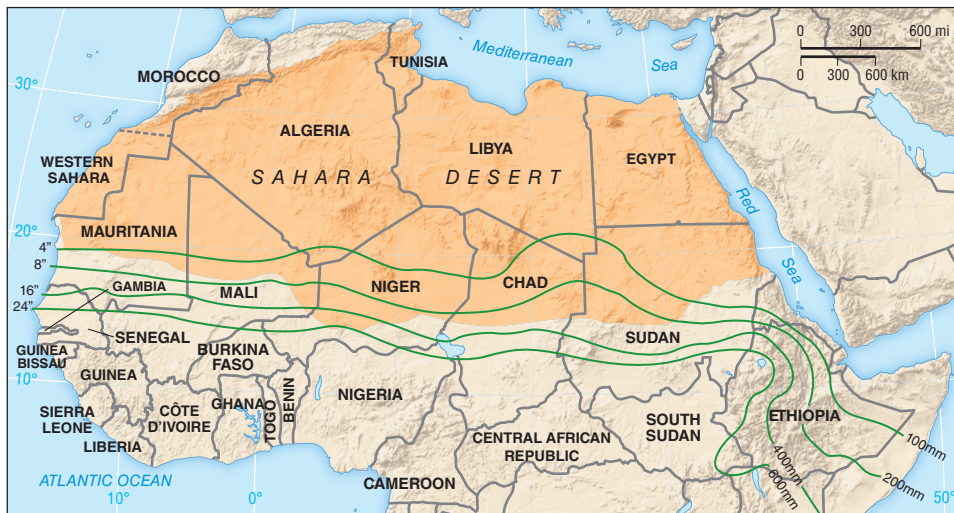 0 300 600 mi
0 300 600 km
Mediterranean
Sea
TUNISIA
MOROCCO
30°
ALGERIA
LIBYA
EGYPT
WESTERN
SAHARA
SAHARA DESERT
Red
Sea
MAURITANIA
20°
4”
8”
16”
24”
GAMBIA
MALI
NIGER
CHAD
SENEGAL
SUDAN
BURKINA
FASO
GUINEA
BISSAU
GUINEA
10°
NIGERIA
GHANA
TOGO
BENIN
SIERRA
LEONE
CÔTE
D’IVOIRE
LIBERIA
SOUTH
SUDAN
ETHIOPIA
CENTRAL AFRICAN
REPUBLIC
CAMEROON
100mm
200mm
400mm
600mm
ATLANTIC OCEAN
10°
0°
50°